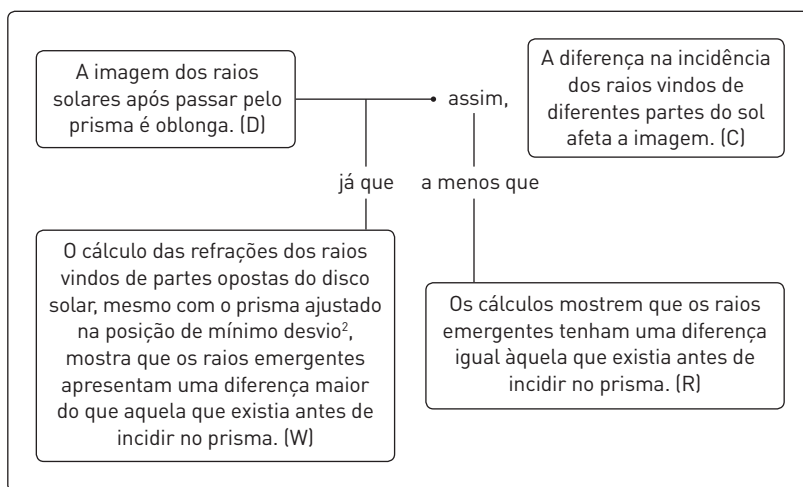 A imagem dos raios
solares após passar pelo
prisma é oblonga. (D)
assim,
A diferença na incidência
dos raios vindos de
diferentes partes do sol
afeta a imagem. (C)
já que
a menos que
O cálculo das refrações dos raios
vindos de partes opostas do disco
solar, mesmo com o prisma ajustado
na posição de mínimo desvio²,
mostra que os raios emergentes
apresentam uma diferença maior
do que aquela que existia antes de
incidir no prisma. (W)
Os cálculos mostrem que os raios
emergentes tenham uma diferença
igual àquela que existia antes de
incidir no prisma. (R)